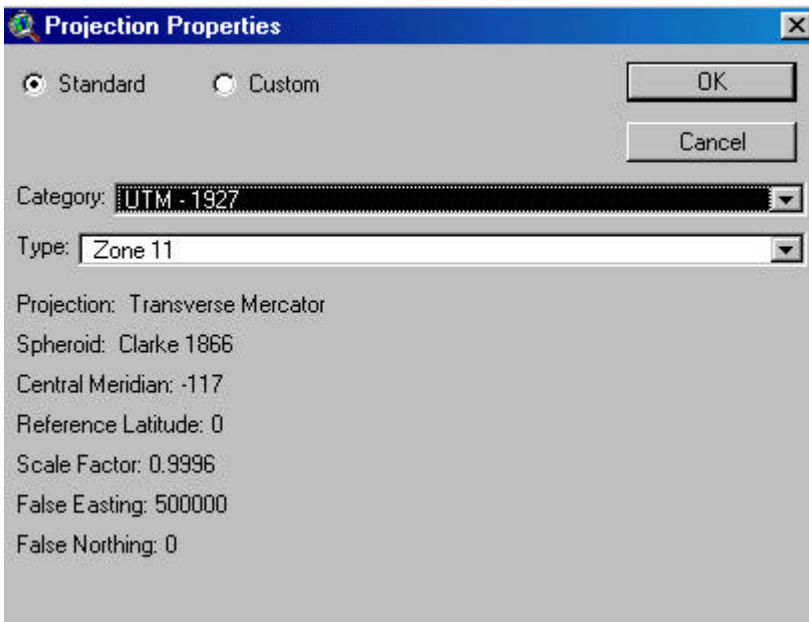 Projection Properties
Standard Custom OK
Cancel
Category: UTM - 1927
Type: Zone 11
Projection: Transverse Mercator
Spheroid: Clarke 1866
Central Meridian: -117
Reference Latitude: 0
Scale Factor: 0.9996
False Easting: 500000
False Northing: 0